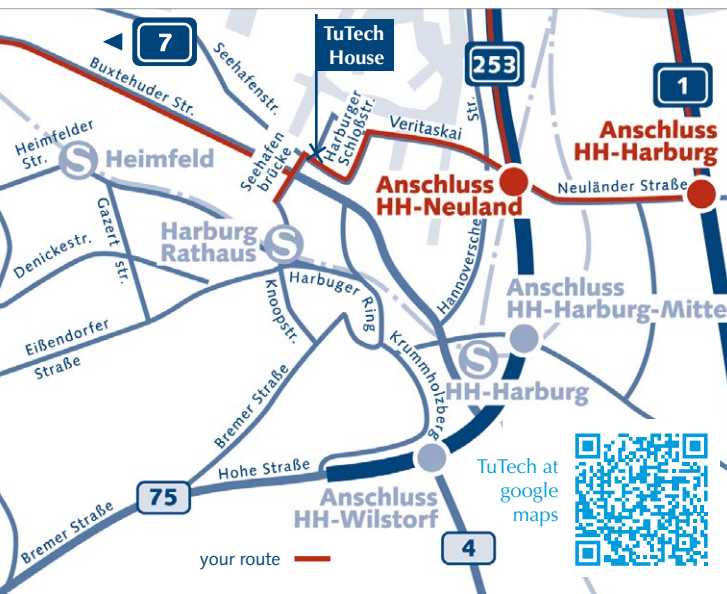 7
TuTech
House
253
1
Seehafenstr.
Buxtehuder Str.
Harburger
Schloßstr.
Veritaskai
Str.
Anschluss
HH-Harburg
Heimfelder
Str.
S Heimfeld
Seehafen
brücke
Anschluss
HH-Neuland
Neuländer Straße
Gazert
str.
Harburg
Rathaus
S
Denickestr.
Hannoversche
Harbuger Ring
Knoopstr.
Anschluss
HH-Harburg-Mitte
Eißendorfer
Straße
Krummholzberg
S
HH-Harburg
Bremer Straße
Hohe Straße
75
Anschluss
HH-Wilstorf
TuTech at
google
maps
Bremer Straße
4
your route